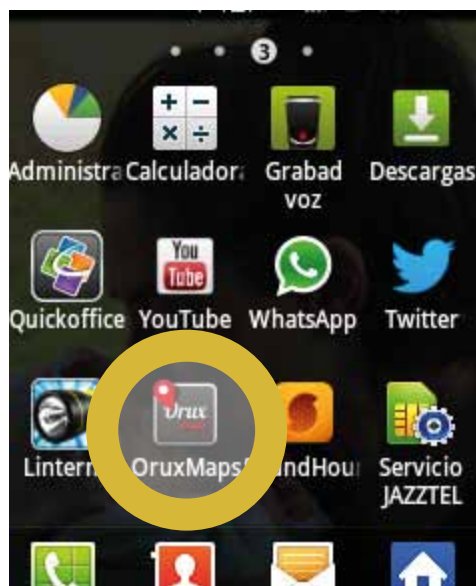 3
Administra Calculadora Grabad Descargas
voz
You
Tube
Quickoffice YouTube WhatsApp Twitter
Orux
Lintern OruxMaps ndHou Servicio
JAZZTEL